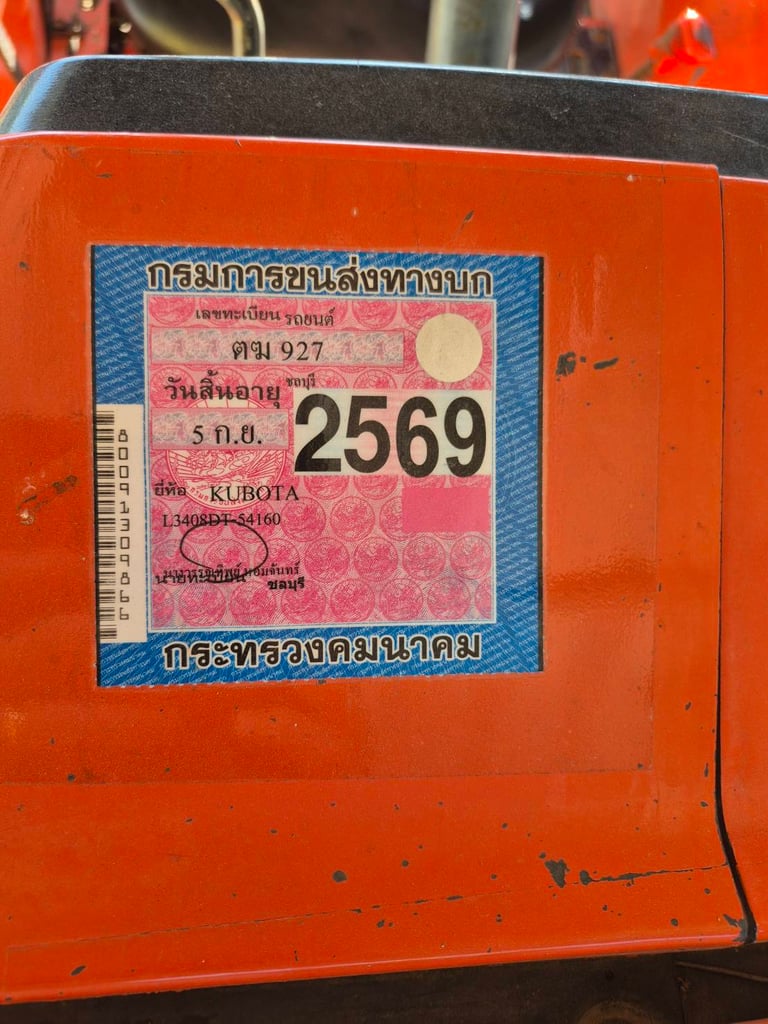 กรมการขนส่งทางบก
เลขทะเบียน รถยนต์
ตฆ 927
วันสิ้นอายุ ชลบุรี
5 ก.ย. 2569
ยี่ห้อ KUBOTA
L3408DT-54160
นายทะเบียน ชลบุรี
80091309866
กระทรวงคมนาคม